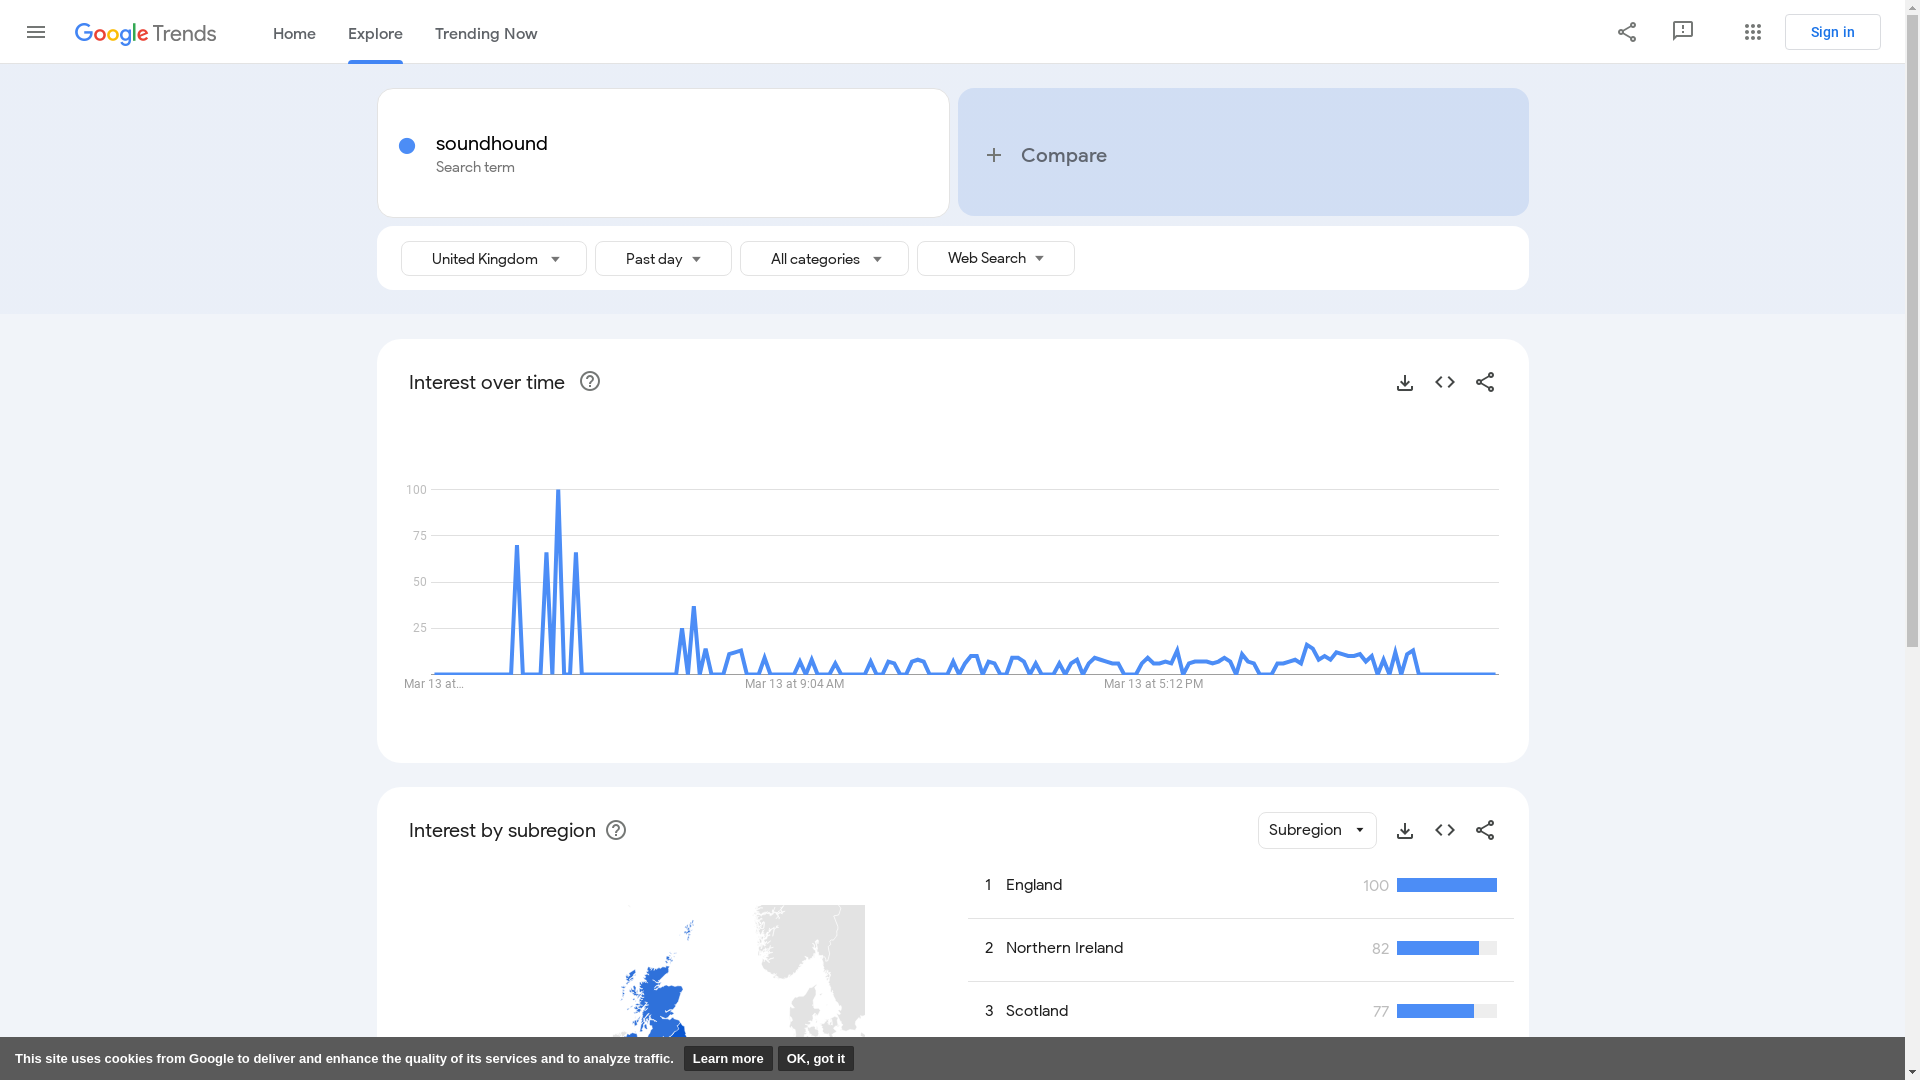 Google Trends
Home
Explore
Trending Now
Sign in
soundhound
Search term
Compare
United Kingdom
Past day
All categories
Web Search
Interest over time
100
75
50
25
Mar 13 at...
Mar 13 at 9:04 AM
Mar 13 at 5:12 PM
Interest by subregion
Subregion
1 England 100
2 Northern Ireland 82
3 Scotland 77
This site uses cookies from Google to deliver and enhance the quality of its services and to analyze traffic. Learn more OK, got it